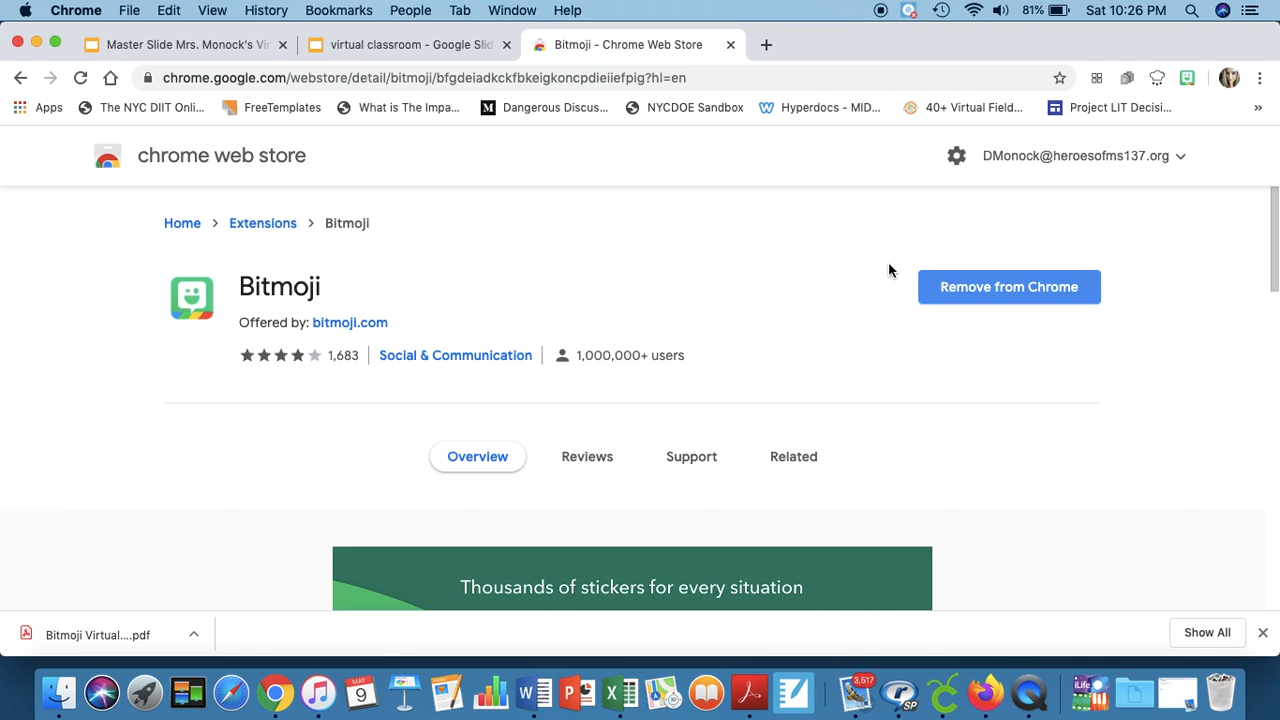 Chrome File Edit View History Bookmarks People Tab Window Help 81% Sat 10:26 PM
Master Slide Mrs. Monock's Vir virtual classroom - Google Slid Bitmoji - Chrome Web Store
chrome.google.com/webstore/detail/bitmoji/bfgdeiadkckfbkeigkoncpdieiiefpig?hl=en
Apps The NYC DIIT Onli... FreeTemplates What is The Impa... Dangerous Discus... NYCDOE Sandbox Hyperdocs - MID... 40+ Virtual Field... Project LIT Decisi...
chrome web store DMonock@heroesofms137.org
Home Extensions Bitmoji
Bitmoji
Remove from Chrome
Offered by: bitmoji.com
1,683 Social & Communication 1,000,000+ users
Overview Reviews Support Related
Thousands of stickers for every situation
Bitmoji Virtual....pdf Show All
MAY
9
3,517
SP
iLife